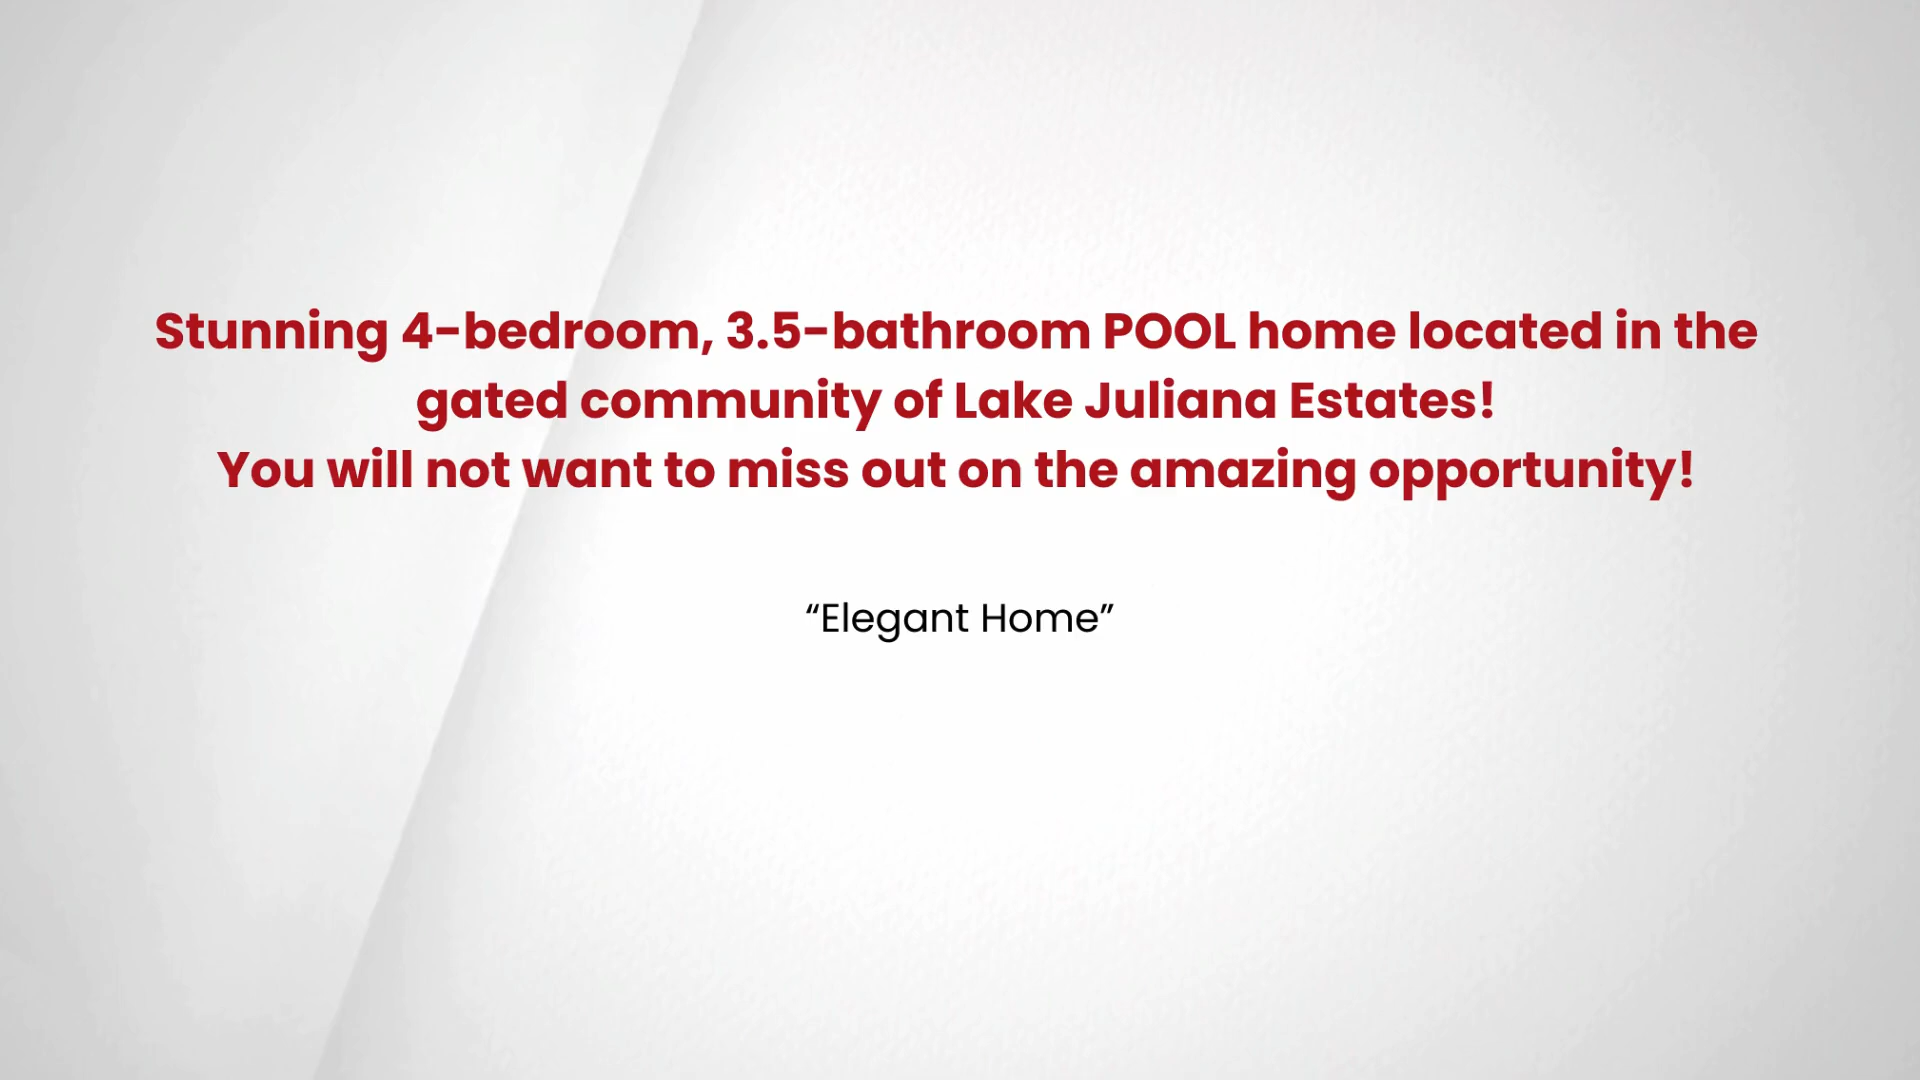 Stunning 4-bedroom, 3.5-bathroom POOL home located in the
gated community of Lake Juliana Estates!
You will not want to miss out on the amazing opportunity!
“Elegant Home”